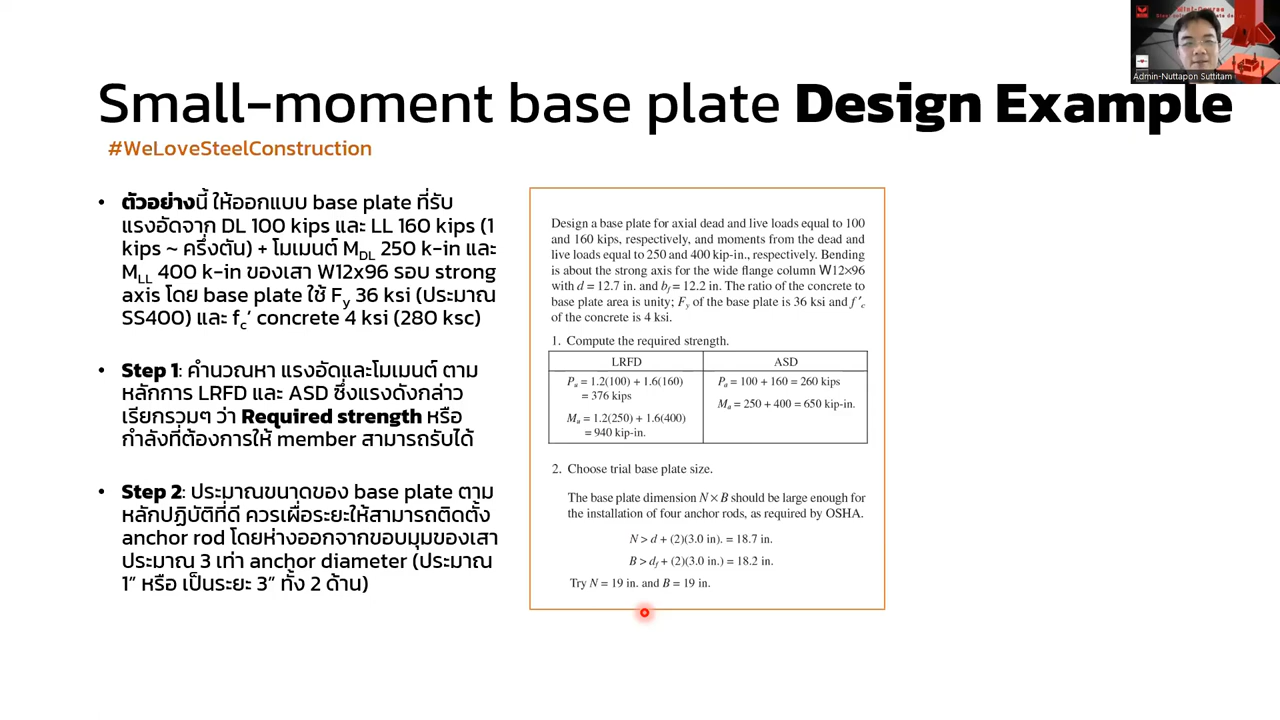 Admin-Nuttapon Suttitam
Small-moment base plate Design Example
#WeLoveSteelConstruction
• ตัวอย่างนี้ ให้ออกแบบ base plate ที่รับ
แรงอัดจาก DL 100 kips และ LL 160 kips (1
kips ~ ครึ่งตัน) + โมเมนต์ MDL 250 k-in และ
MLL 400 k-in ของเสา W12x96 รอบ strong
axis โดย base plate ใช้ Fy 36 ksi (ประมาณ
SS400) และ fc’ concrete 4 ksi (280 ksc)
• Step 1: คำนวณหา แรงอัดและโมเมนต์ ตาม
หลักการ LRFD และ ASD ซึ่งแรงดังกล่าว
เรียกรวมๆ ว่า Required strength หรือ
กำลังที่ต้องการให้ member สามารถรับได้
• Step 2: ประมาณขนาดของ base plate ตาม
หลักปฏิบัติที่ดี ควรเผื่อระยะให้สามารถติดตั้ง
anchor rod โดยห่างออกจากขอบมุมของเสา
ประมาณ 3 เท่า anchor diameter (ประมาณ
1” หรือ เป็นระยะ 3” ทั้ง 2 ด้าน)
Design a base plate for axial dead and live loads equal to 100
and 160 kips, respectively, and moments from the dead and
live loads equal to 250 and 400 kip-in., respectively. Bending
is about the strong axis for the wide flange column W12×96
with d = 12.7 in. and bf = 12.2 in. The ratio of the concrete to
base plate area is unity; Fy of the base plate is 36 ksi and f′c
of the concrete is 4 ksi.
1. Compute the required strength.
LRFD ASD
Pu = 1.2(100) + 1.6(160) Pa = 100 + 160 = 260 kips
= 376 kips
Mu = 1.2(250) + 1.6(400) Ma = 250 + 400 = 650 kip-in.
= 940 kip-in.
2. Choose trial base plate size.
The base plate dimension N × B should be large enough for
the installation of four anchor rods, as required by OSHA.
N > d + (2)(3.0 in). = 18.7 in.
B > df + (2)(3.0 in.) = 18.2 in.
Try N = 19 in. and B = 19 in.